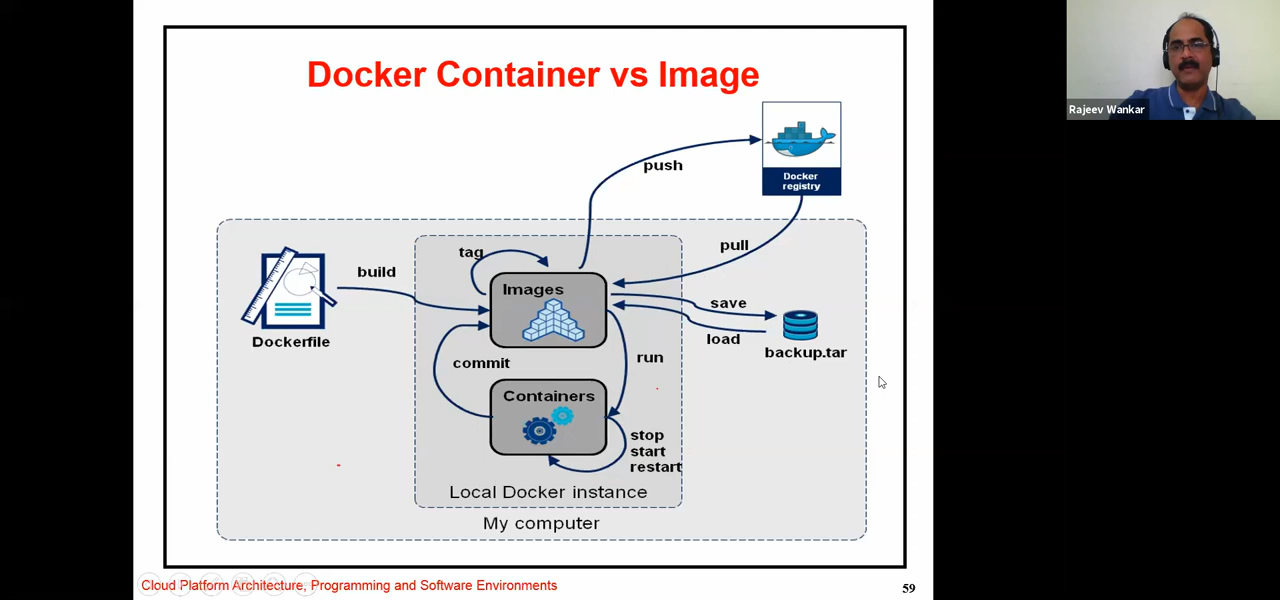 Docker Container vs Image
Rajeev Wankar
push
Docker
registry
pull
tag
build
Images
save
Dockerfile
load
backup.tar
commit
run
Containers
stop
start
restart
Local Docker instance
My computer
Cloud Platform Architecture, Programming and Software Environments
59